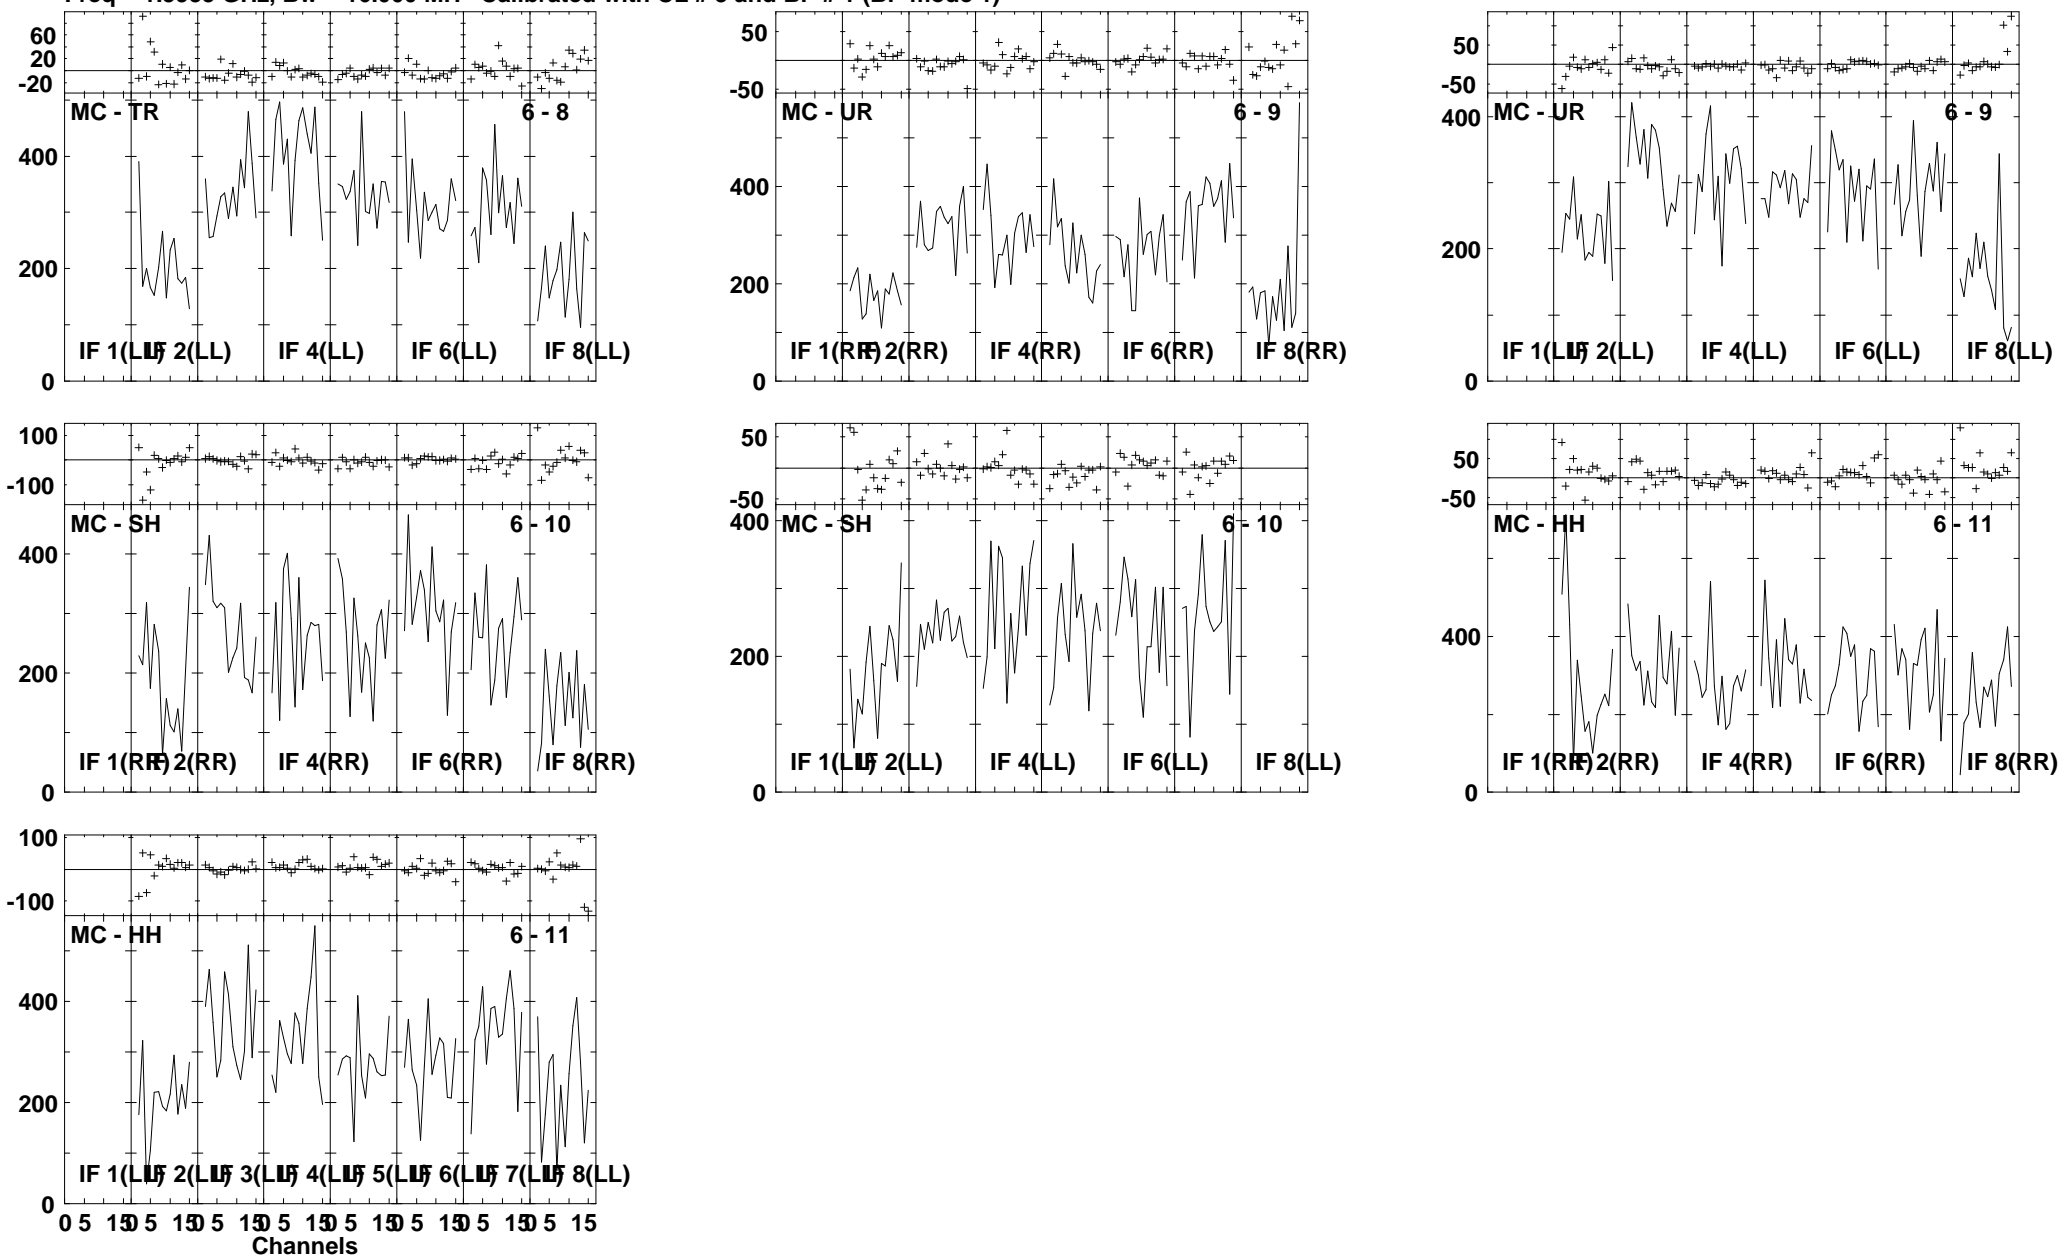 60
20
-20
MC - TR 6 - 8
400
200
0
IF 1(LL) IF 2(LL) IF 4(LL) IF 6(LL) IF 8(LL)
50
-50
MC - UR 6 - 9
400
200
0
IF 1(RR) IF 2(RR) IF 4(RR) IF 6(RR) IF 8(RR)
50
-50
MC - UR 6 - 9
400
200
0
IF 1(LL) IF 2(LL) IF 4(LL) IF 6(LL) IF 8(LL)
100
-100
MC - SH 6 - 10
400
200
0
IF 1(RR) IF 2(RR) IF 4(RR) IF 6(RR) IF 8(RR)
50
-50
MC - SH 6 - 10
400
200
0
IF 1(LL) IF 2(LL) IF 4(LL) IF 6(LL) IF 8(LL)
50
-50
MC - HH 6 - 11
400
0
IF 1(RR) IF 2(RR) IF 4(RR) IF 6(RR) IF 8(RR)
100
-100
MC - HH 6 - 11
400
200
0
IF 1(LL) IF 2(LL) IF 3(LL) IF 4(LL) IF 5(LL) IF 6(LL) IF 7(LL) IF 8(LL)
0 5 15 0 5 15 0 5 15 0 5 15 0 5 15 0 5 15 0 5 15 0 5 15
Channels